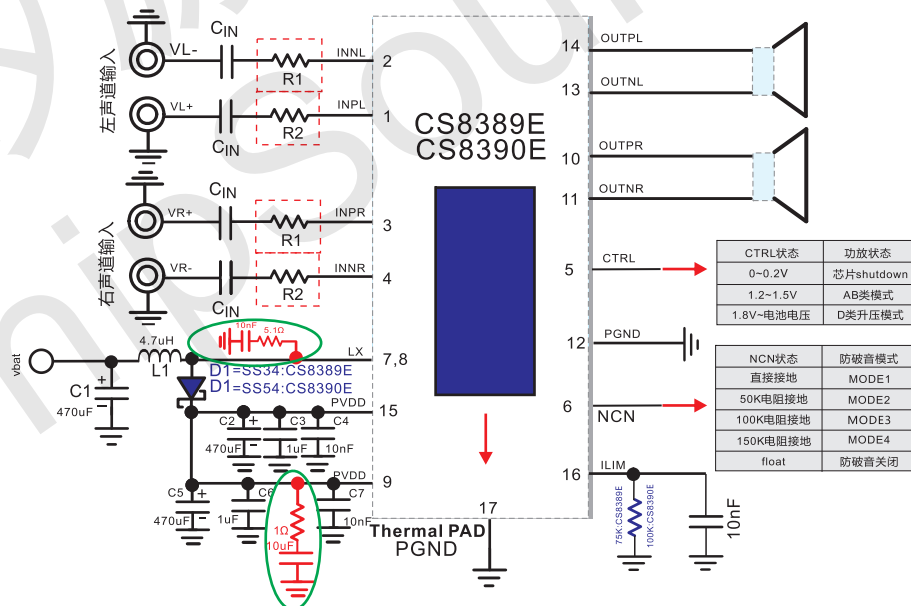 VL-
CIN
R1
INNL
2
左声道输入
VL+
CIN
R2
INPL
1
VR+
CIN
R1
INPR
3
右声道输入
VR-
CIN
R2
INNR
4
CS8389E
CS8390E
14
OUTPL
13
OUTNL
10
OUTPR
11
OUTNR
5
CTRL
12
PGND
6
NCN
16
ILIM
CTRL状态 功放状态
0~0.2V 芯片shutdown
1.2~1.5V AB类模式
1.8V~电池电压 D类升压模式
NCN状态 防破音模式
直接接地 MODE1
50K电阻接地 MODE2
100K电阻接地 MODE3
150K电阻接地 MODE4
float 防破音关闭
75K:CS8389E
100K:CS8390E
10nF
vbat
4.7uH
L1
10nF
5.1Ω
LX
7,8
D1=SS34:CS8389E
D1=SS54:CS8390E
C1
+
-
470uF
PVDD
15
C2
+
-
470uF
C3
1uF
C4
10nF
PVDD
9
C5
+
-
470uF
C6
1uF
1Ω
10uF
C7
10nF
17
Thermal PAD
PGND
hipSour